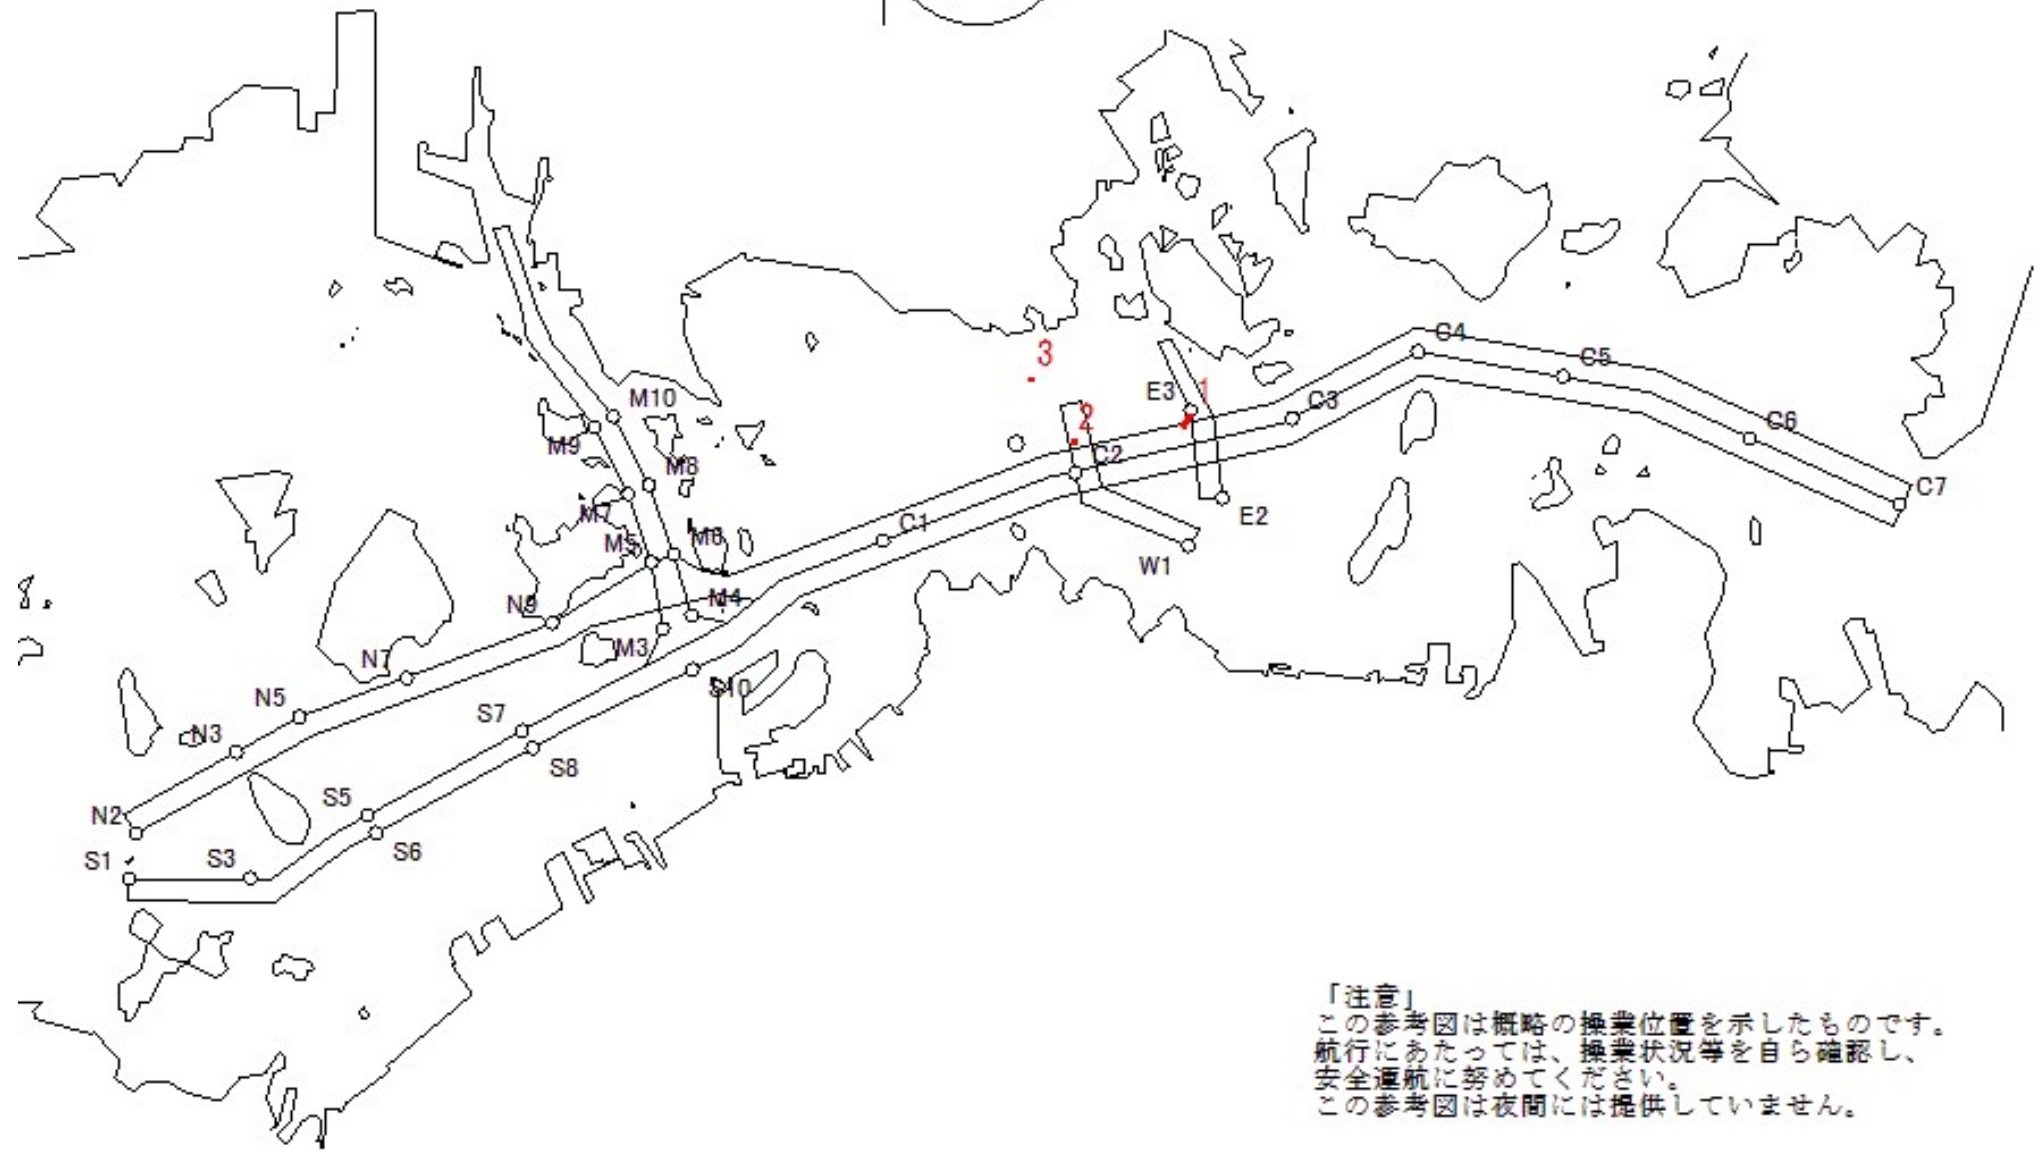 3
C4
C5
E3
1
M10
C3
2
C6
M9
C2
M8
C7
M7
C1
E2
M6
M5
W1
N9
M4
M3
N7
S10
N5
S7
N3
S8
S5
N2
S6
S1
S3
「注意」
この参考図は概略の操業位置を示したものです。
航行にあたっては、操業状況等を自ら確認し、
安全運航に努めてください。
この参考図は夜間には提供していません。